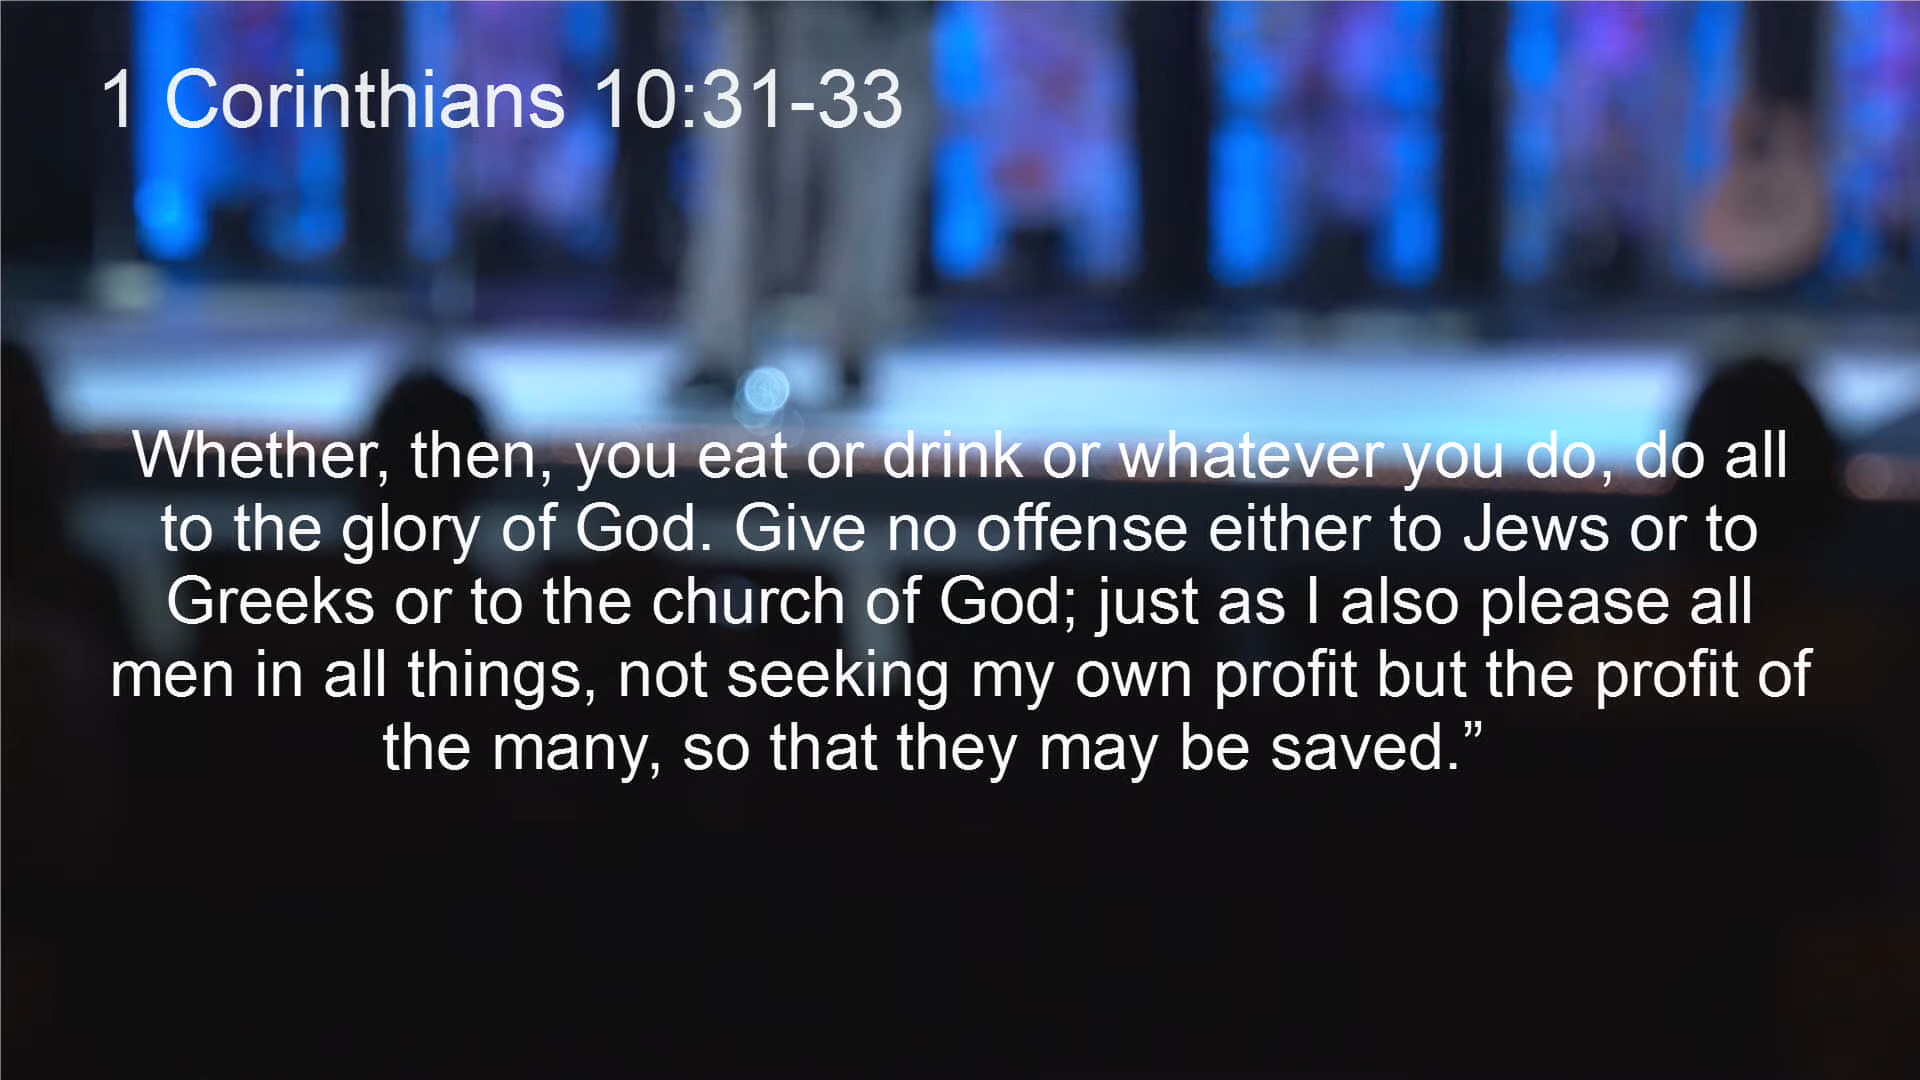 1 Corinthians 10:31-33
Whether, then, you eat or drink or whatever you do, do all
to the glory of God. Give no offense either to Jews or to
Greeks or to the church of God; just as I also please all
men in all things, not seeking my own profit but the profit of
the many, so that they may be saved.”